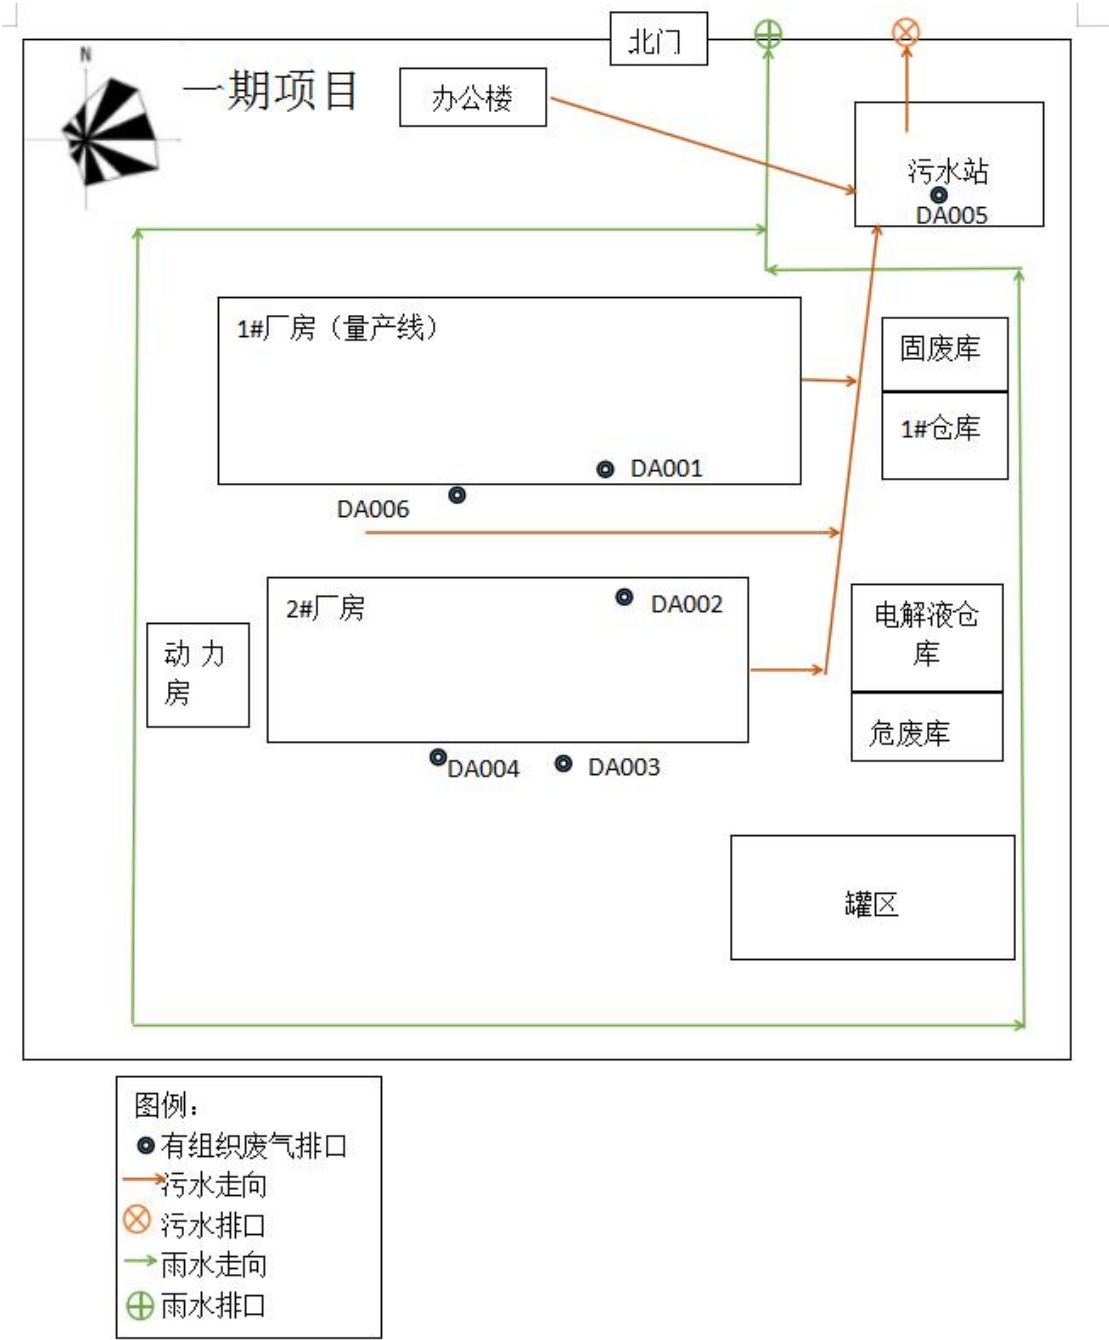 北门
N
一期项目
办公楼
污水站
DA005
1#厂房（量产线）
固废库
1#仓库
DA001
DA006
2#厂房
DA002
电解液仓
库
动 力
房
危废库
DA004
DA003
罐区
图例：
有组织废气排口
污水走向
污水排口
雨水走向
雨水排口